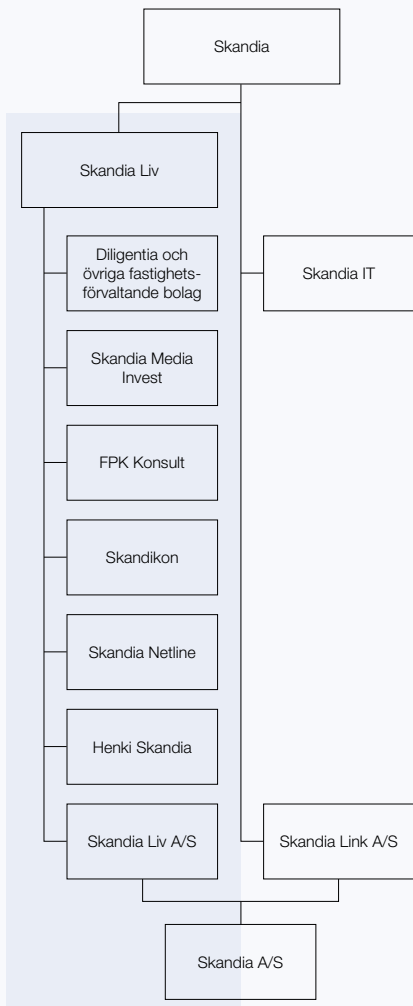 Skandia
Skandia Liv
Diligentia och
övriga fastighets-
förvaltande bolag
Skandia IT
Skandia Media
Invest
FPK Konsult
Skandikon
Skandia Netline
Henki Skandia
Skandia Liv A/S
Skandia Link A/S
Skandia A/S